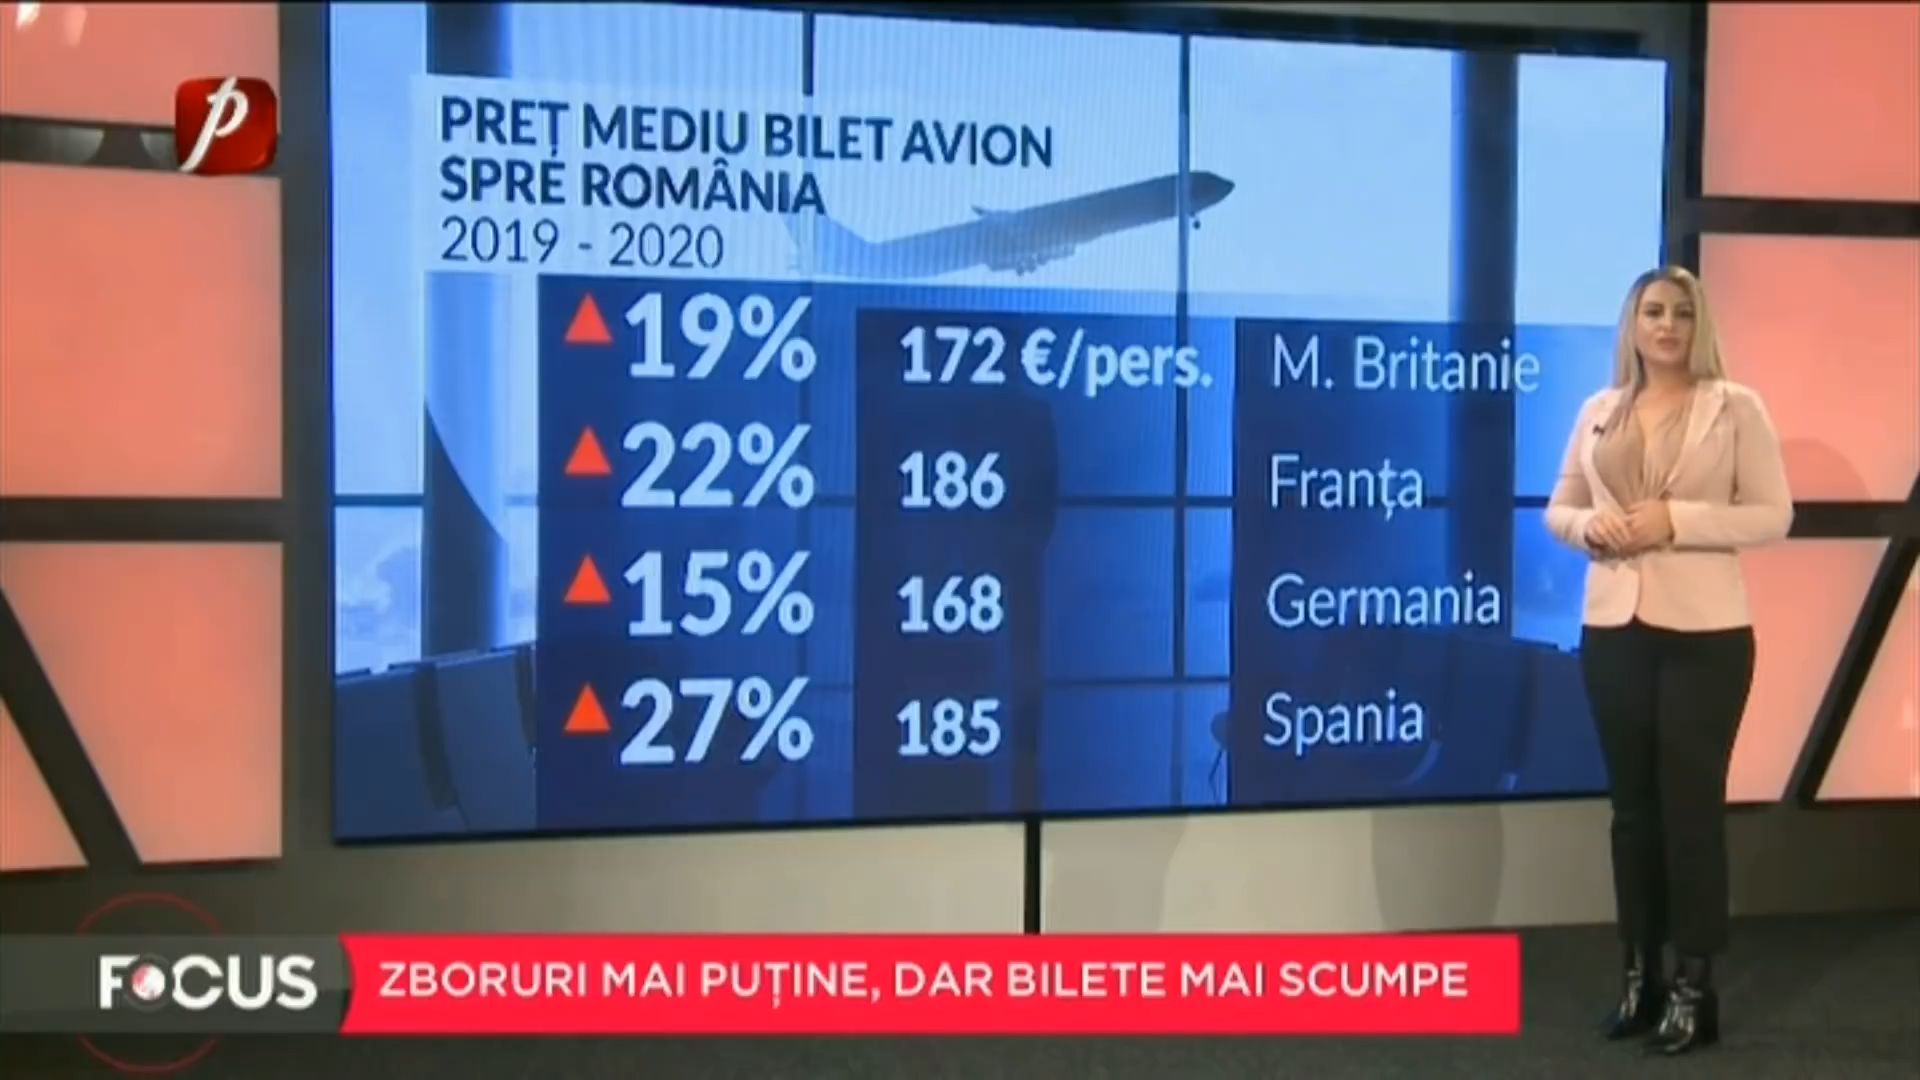 p
PREȚ MEDIU BILET AVION
SPRE ROMÂNIA
2019 - 2020
19% 172 €/pers. M. Britanie
22% 186 Franța
15% 168 Germania
27% 185 Spania
FOCUS ZBORURI MAI PUȚINE, DAR BILETE MAI SCUMPE